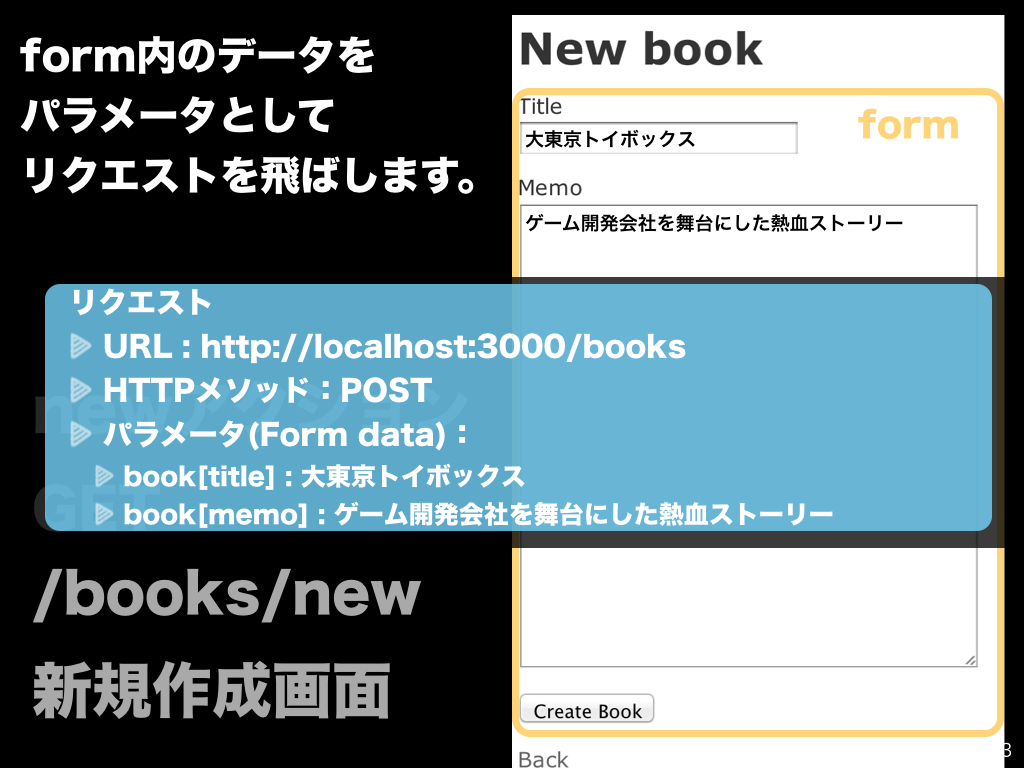 form内のデータを
パラメータとして
リクエストを飛ばします。
New book
Title
form
大東京トイボックス
Memo
ゲーム開発会社を舞台にした熱血ストーリー
リクエスト
URL : http://localhost:3000/books
HTTPメソッド：POST
パラメータ(Form data)：
book[title] : 大東京トイボックス
book[memo] : ゲーム開発会社を舞台にした熱血ストーリー
newアクション
GET
/books/new
新規作成画面
Create Book
Back
3